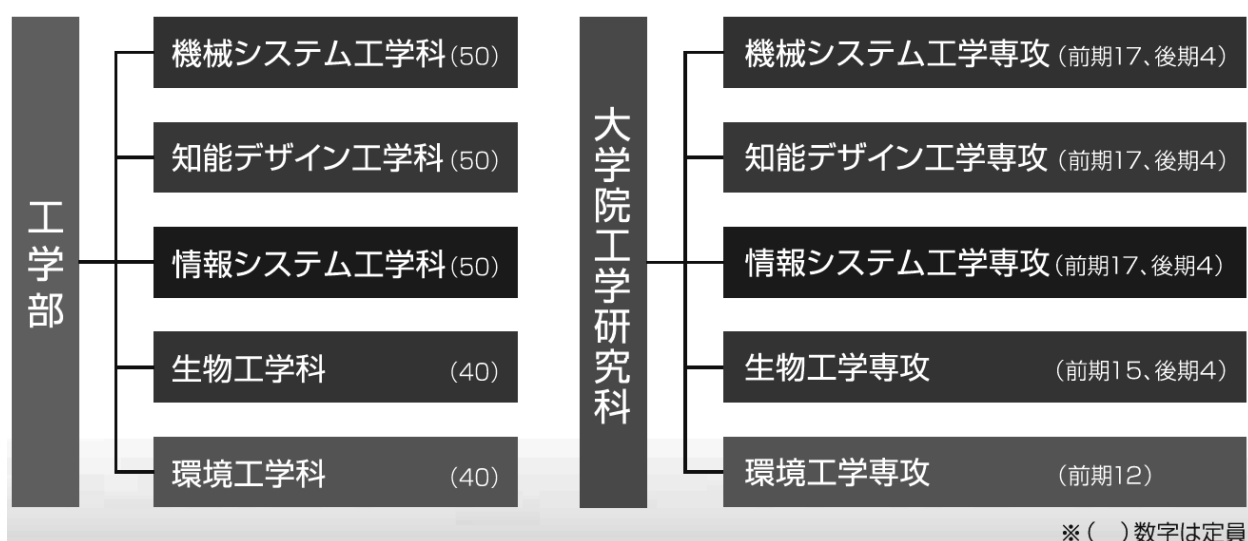 工学部
機械システム工学科(50)
知能デザイン工学科(50)
情報システム工学科(50)
生物工学科 (40)
環境工学科 (40)
大学院工学研究科
機械システム工学専攻(前期17、後期4)
知能デザイン工学専攻(前期17、後期4)
情報システム工学専攻(前期17、後期4)
生物工学専攻 (前期15、後期4)
環境工学専攻 (前期12)
※( )数字は定員